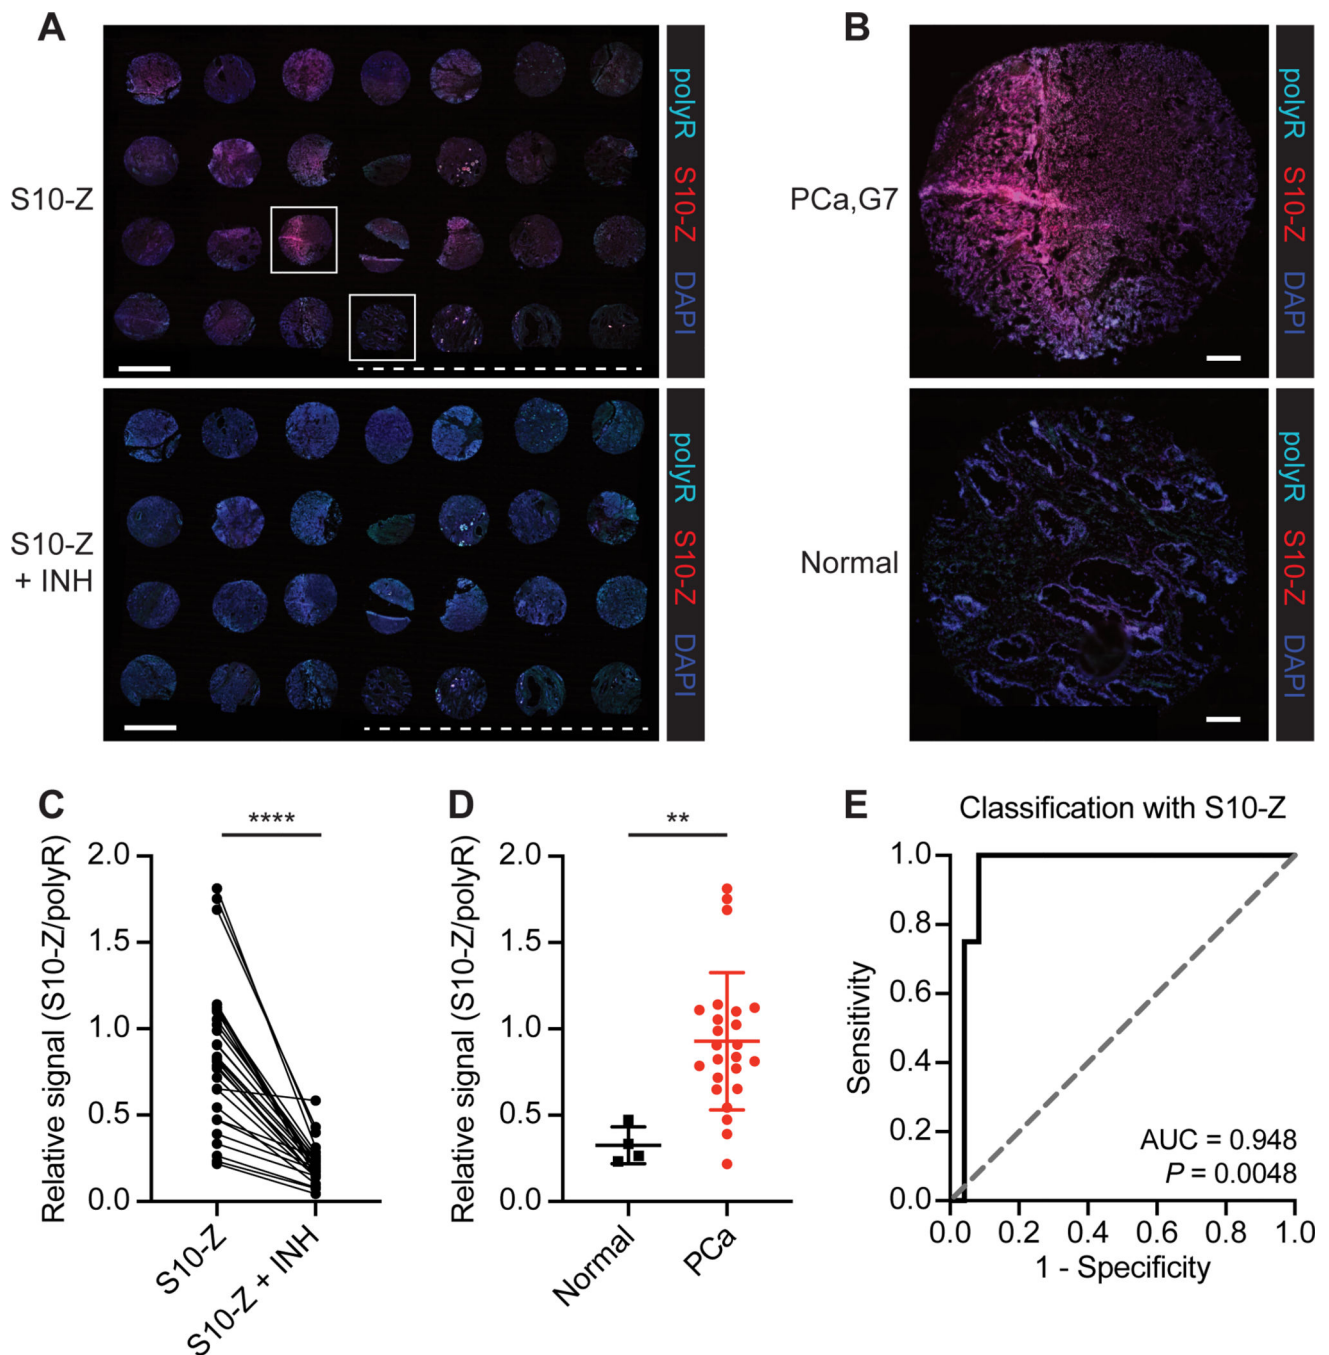 A
S10-Z
polyR S10-Z DAPI
S10-Z
+ INH
polyR S10-Z DAPI
B
PCa,G7
polyR S10-Z DAPI
Normal
polyR S10-Z DAPI
C
****
Relative signal (S10-Z/polyR)
2.0
1.5
1.0
0.5
0.0
S10-Z
S10-Z + INH
D
**
Relative signal (S10-Z/polyR)
2.0
1.5
1.0
0.5
0.0
Normal
PCa
E
Classification with S10-Z
Sensitivity
1.0
0.8
0.6
0.4
0.2
0.0
AUC = 0.948
P = 0.0048
0.0 0.2 0.4 0.6 0.8 1.0
1 - Specificity